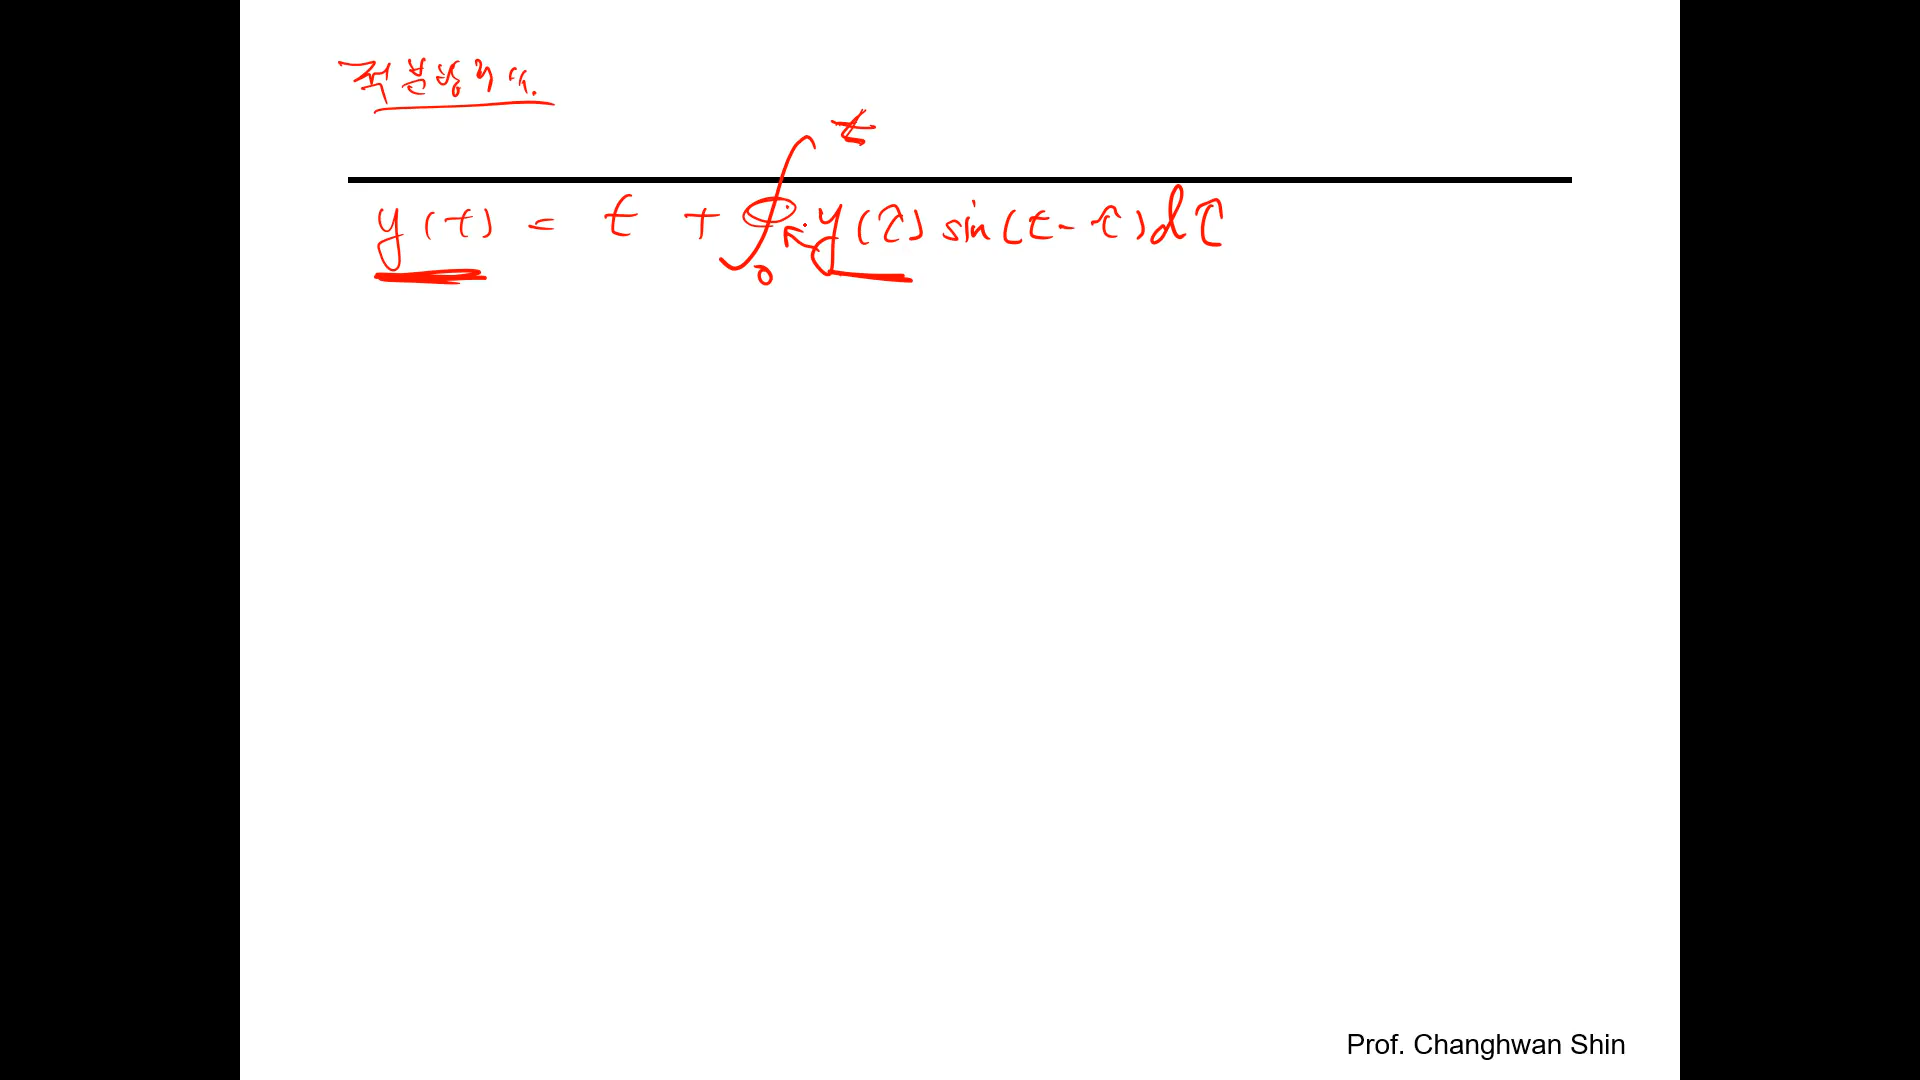 적분방정식.
y(t) = t + ∫₀ᵗ y(τ) sin(t-τ)dτ
Prof. Changhwan Shin